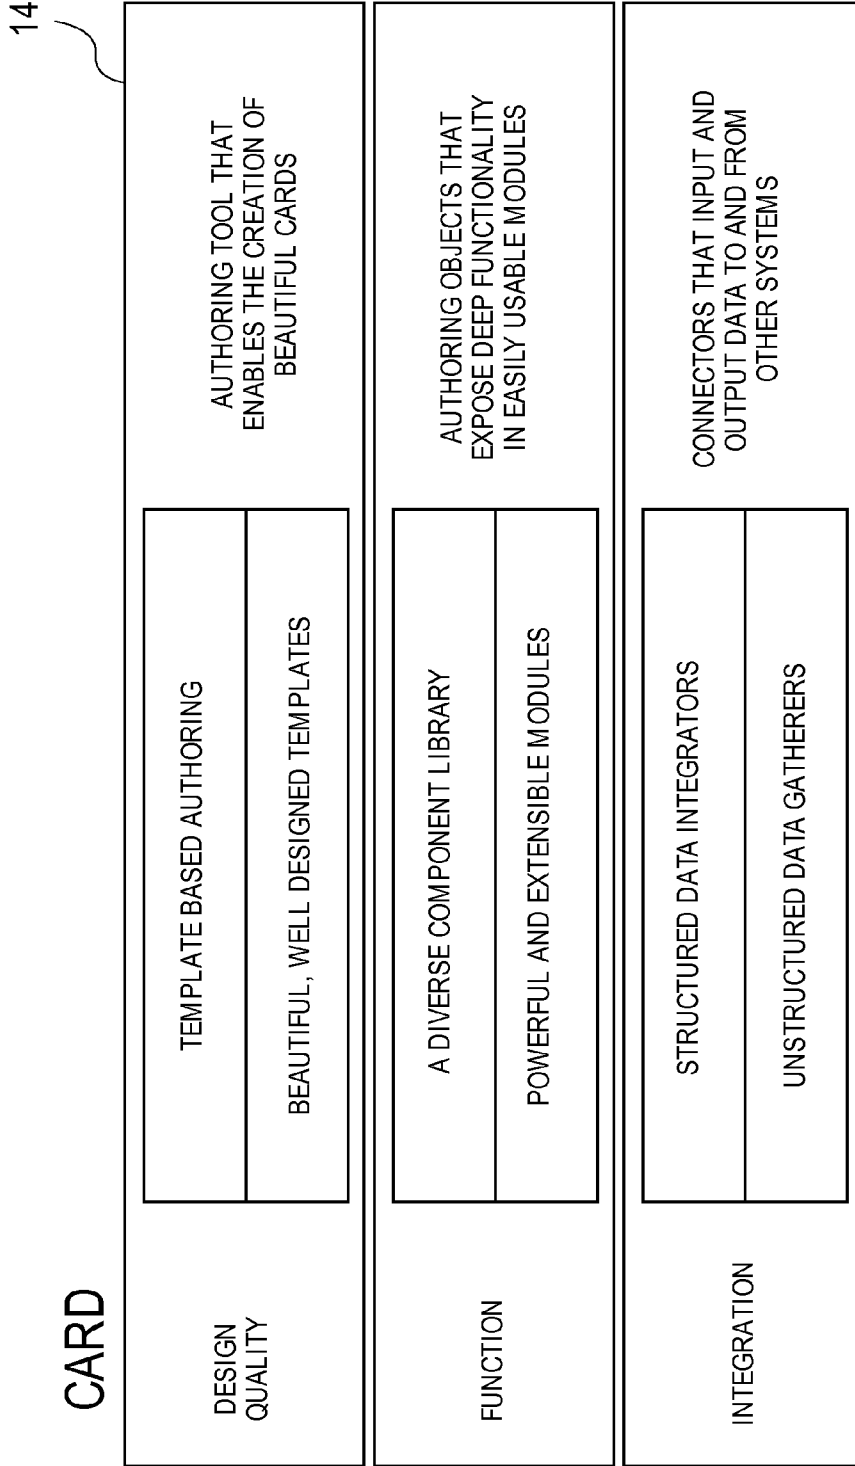 CARD
14
DESIGN
QUALITY
TEMPLATE BASED AUTHORING
BEAUTIFUL, WELL DESIGNED TEMPLATES
AUTHORING TOOL THAT
ENABLES THE CREATION OF
BEAUTIFUL CARDS
FUNCTION
A DIVERSE COMPONENT LIBRARY
POWERFUL AND EXTENSIBLE MODULES
AUTHORING OBJECTS THAT
EXPOSE DEEP FUNCTIONALITY
IN EASILY USABLE MODULES
INTEGRATION
STRUCTURED DATA INTEGRATORS
UNSTRUCTURED DATA GATHERERS
CONNECTORS THAT INPUT AND
OUTPUT DATA TO AND FROM
OTHER SYSTEMS